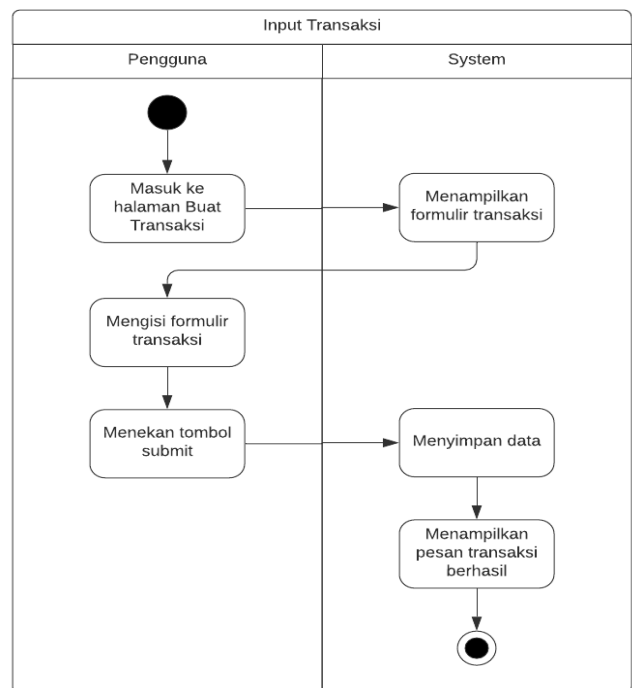 Input Transaksi
Pengguna
System
Masuk ke
halaman Buat
Transaksi
Menampilkan
formulir transaksi
Mengisi formulir
transaksi
Menekan tombol
submit
Menyimpan data
Menampilkan
pesan transaksi
berhasil